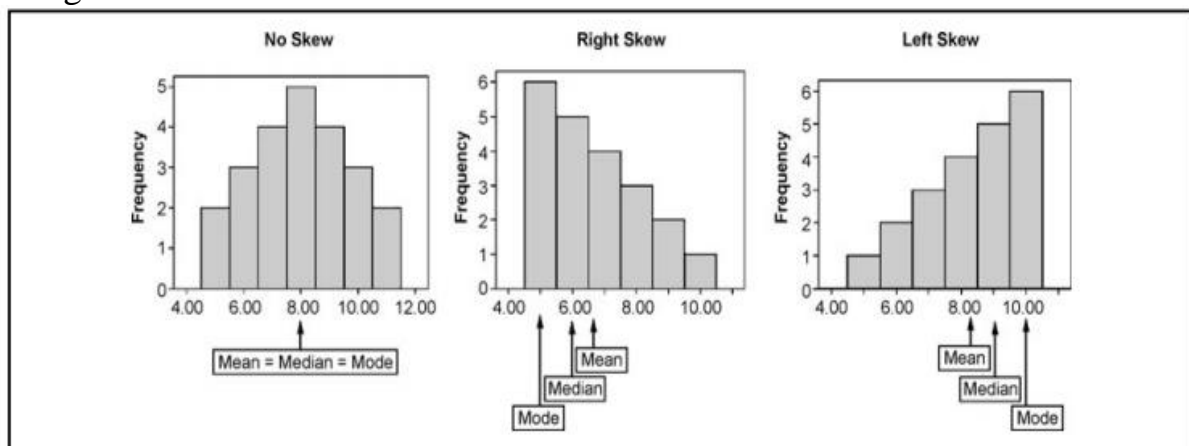 No Skew
Right Skew
Left Skew
Frequency
5
4
3
2
1
0
4.00 6.00 8.00 10.00 12.00
Mean = Median = Mode
Frequency
6
5
4
3
2
1
0
4.00 6.00 8.00 10.00
Mean
Median
Mode
Frequency
6
5
4
3
2
1
0
4.00 6.00 8.00 10.00
Mean
Median
Mode